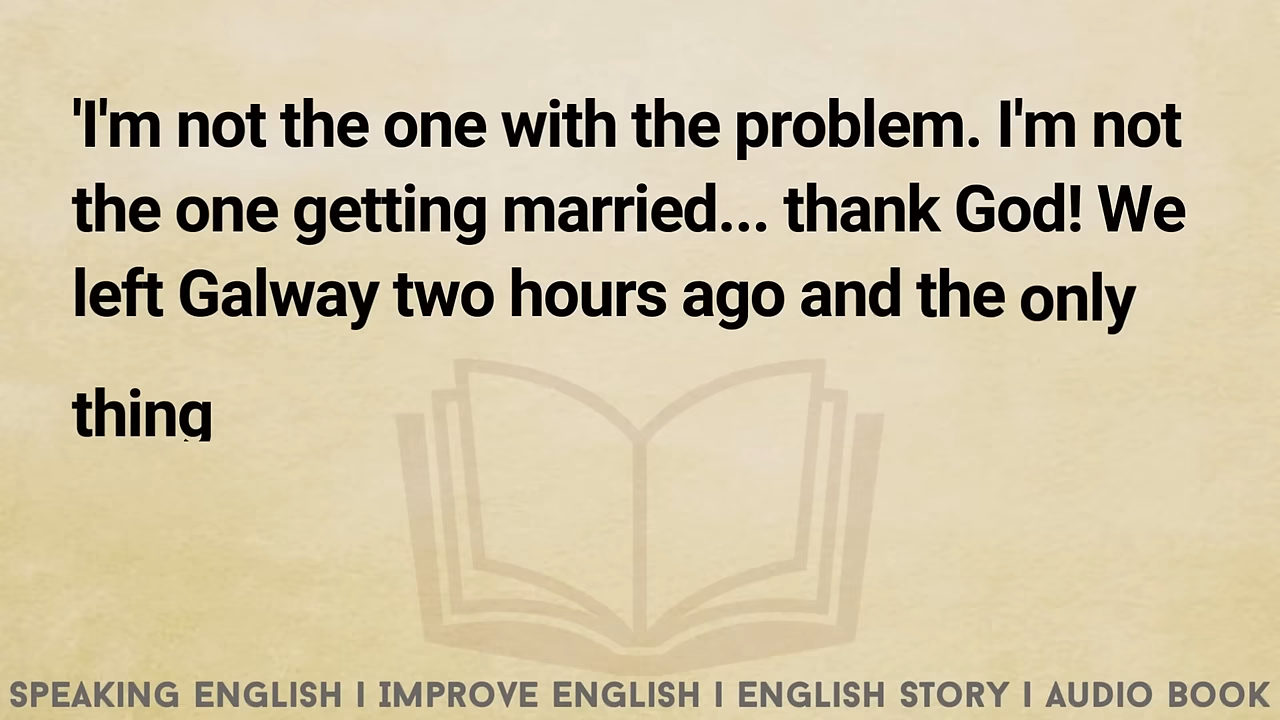 'I'm not the one with the problem. I'm not
the one getting married... thank God! We
left Galway two hours ago and the only
thing
SPEAKING ENGLISH I IMPROVE ENGLISH I ENGLISH STORY I AUDIO BOOK